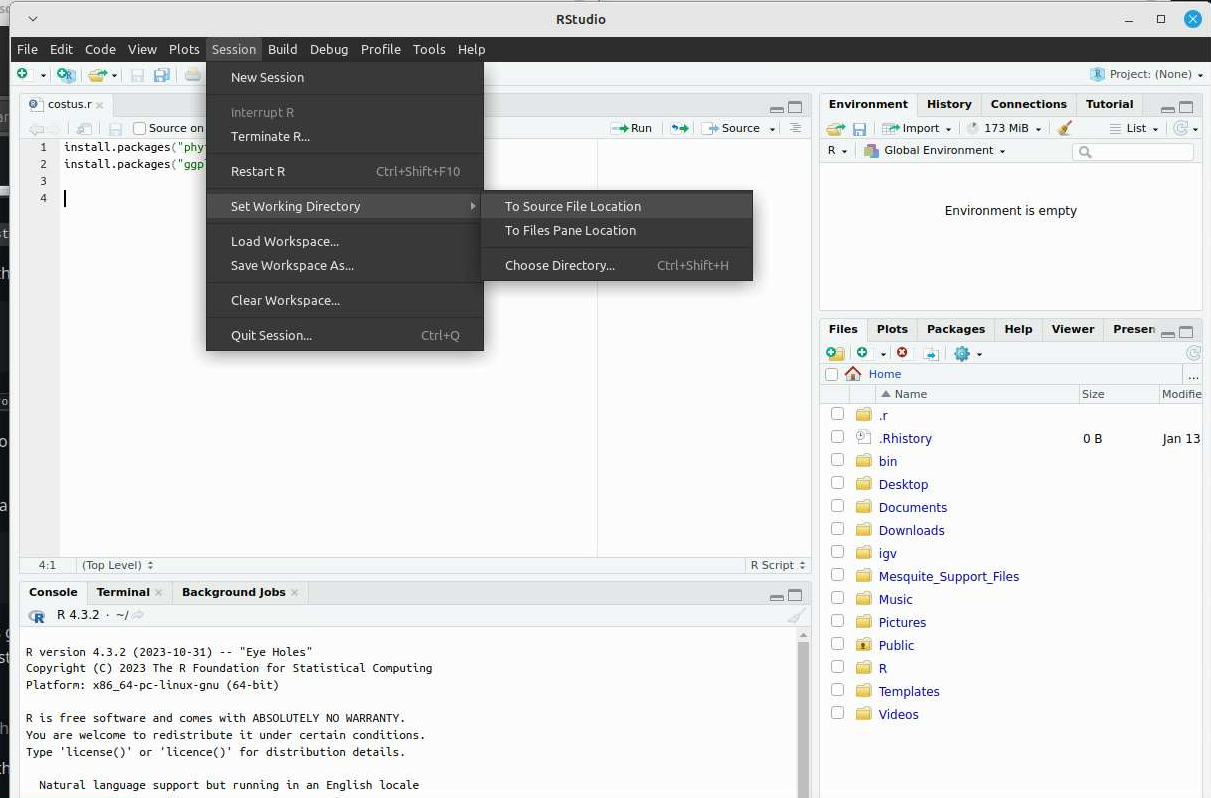 RStudio
File Edit Code View Plots Session Build Debug Profile Tools Help
Project: (None)
costus.r
Source on
Run
Source
1 install.packages("phy
2 install.packages("ggp
3
4
4:1 (Top Level) R Script
New Session
Interrupt R
Terminate R...
Restart R Ctrl+Shift+F10
Set Working Directory
Load Workspace...
Save Workspace As...
Clear Workspace...
Quit Session... Ctrl+Q
To Source File Location
To Files Pane Location
Choose Directory... Ctrl+Shift+H
Console Terminal Background Jobs
R 4.3.2 · ~/
R version 4.3.2 (2023-10-31) -- "Eye Holes"
Copyright (C) 2023 The R Foundation for Statistical Computing
Platform: x86_64-pc-linux-gnu (64-bit)
R is free software and comes with ABSOLUTELY NO WARRANTY.
You are welcome to redistribute it under certain conditions.
Type 'license()' or 'licence()' for distribution details.
Natural language support but running in an English locale
Environment History Connections Tutorial
Import 173 MiB List
R Global Environment
Environment is empty
Files Plots Packages Help Viewer Presen
Home ...
Name Size Modifie
.r
.Rhistory 0 B Jan 13
bin
Desktop
Documents
Downloads
igv
Mesquite_Support_Files
Music
Pictures
Public
R
Templates
Videos